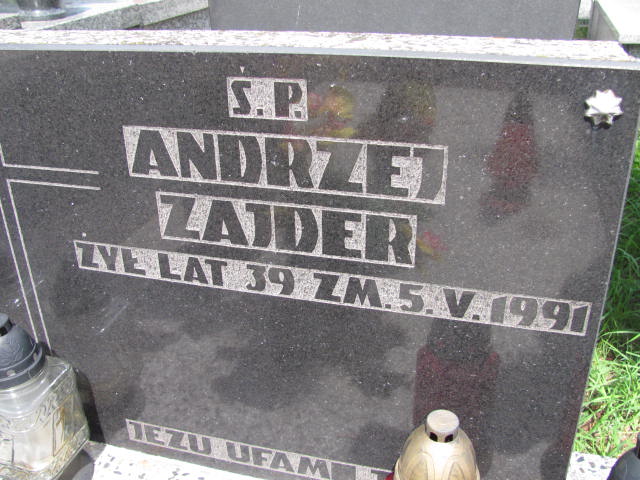 Ś.P.
ANDRZEJ
ZAJDER
ŻYŁ LAT 39 ZM. 5. V. 1991
JEZU UFAM